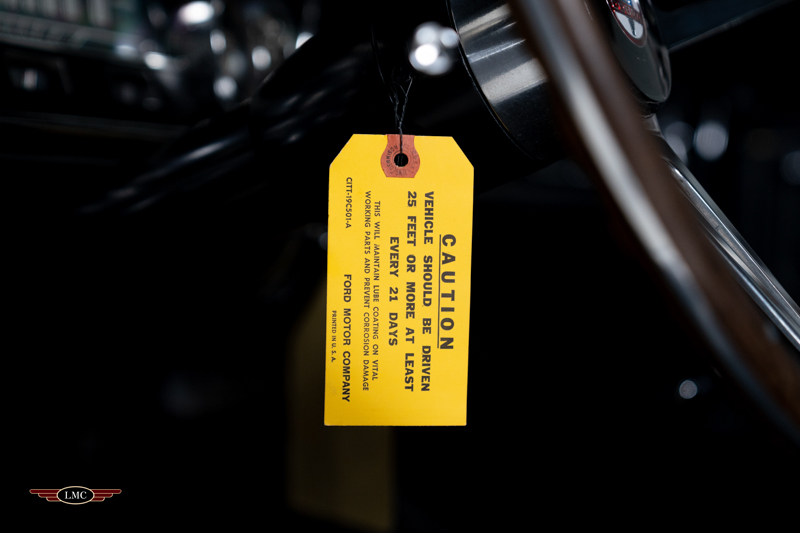 CAUTION
VEHICLE SHOULD BE DRIVEN
25 FEET OR MORE AT LEAST
EVERY 21 DAYS
THIS WILL MAINTAIN LUBE COATING ON VITAL
WORKING PARTS AND PREVENT CORROSION DAMAGE
CITT-19C501-A
FORD MOTOR COMPANY
PRINTED IN U.S.A.
LMC